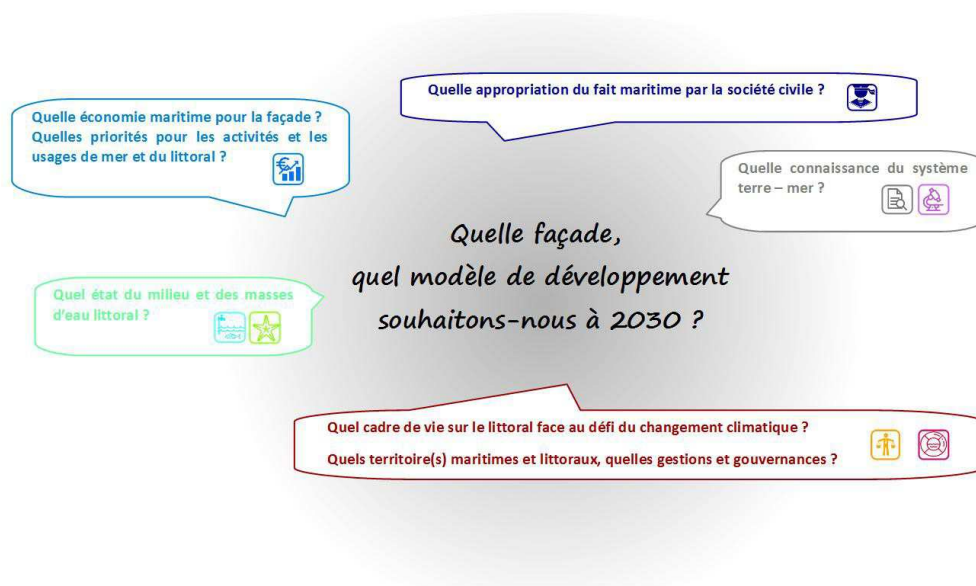 Quelle appropriation du fait maritime par la société civile ?
Quelle économie maritime pour la façade ?
Quelles priorités pour les activités et les
usages de mer et du littoral ?
Quelle connaissance du système
terre – mer ?
Quelle façade,
quel modèle de développement
souhaitons-nous à 2030 ?
Quel état du milieu et des masses
d'eau littoral ?
Quel cadre de vie sur le littoral face au défi du changement climatique ?
Quels territoire(s) maritimes et littoraux, quelles gestions et gouvernances ?